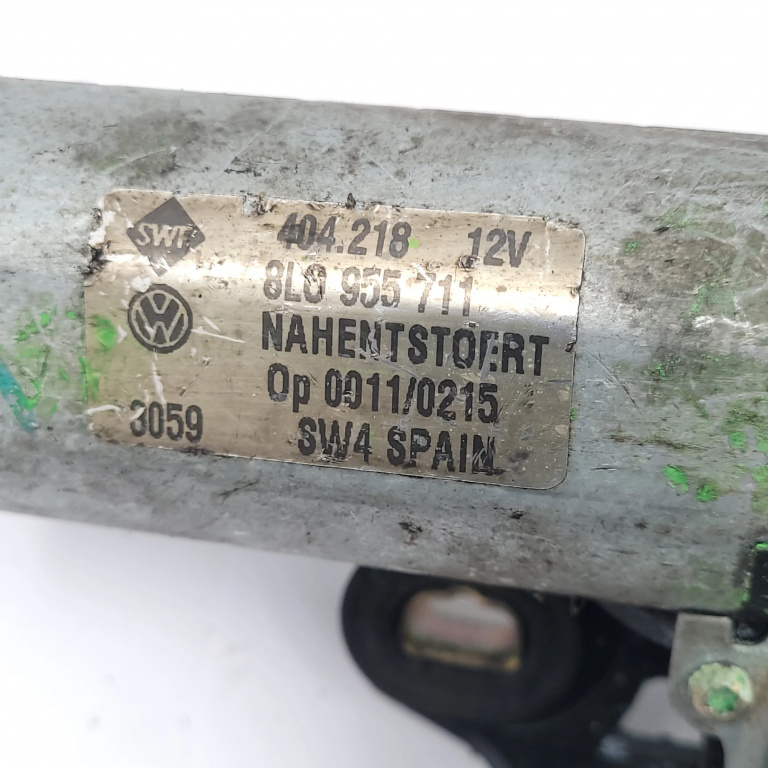 SWF 404.218 12V
8L0 955 711
NAHENTSTOERT
Op 0011/0215
3059 SW4 SPAIN